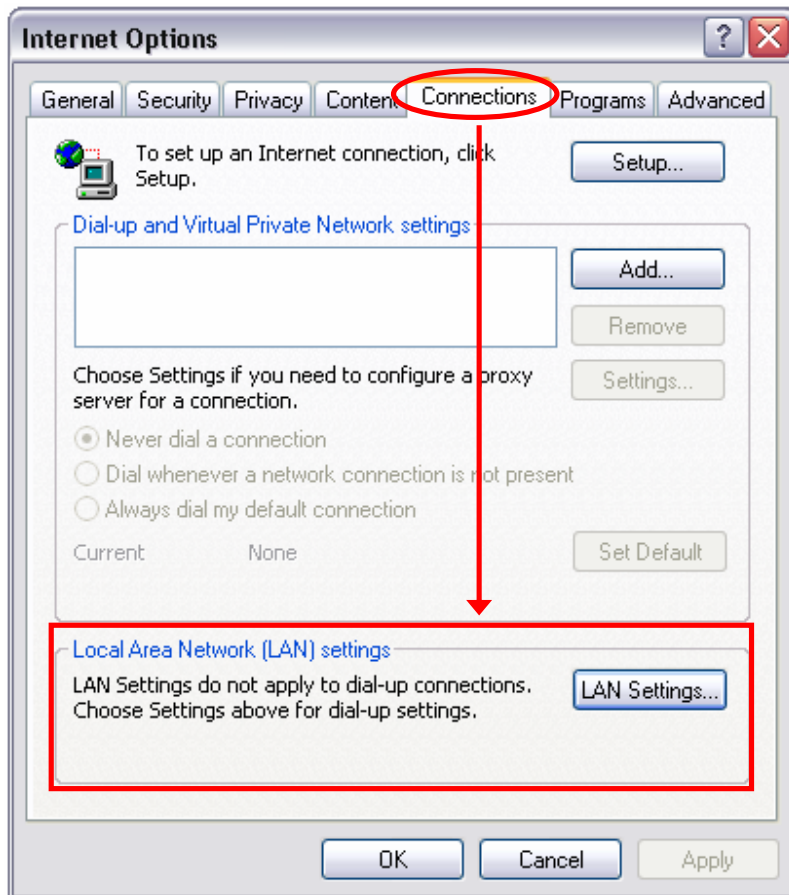 Internet Options
General Security Privacy Content Connections Programs Advanced
To set up an Internet connection, click
Setup.
Setup...
Dial-up and Virtual Private Network settings
Add...
Remove
Choose Settings if you need to configure a proxy
server for a connection.
Settings...
Never dial a connection
Dial whenever a network connection is not present
Always dial my default connection
Current None
Set Default
Local Area Network (LAN) settings
LAN Settings do not apply to dial-up connections.
Choose Settings above for dial-up settings.
LAN Settings...
OK Cancel Apply